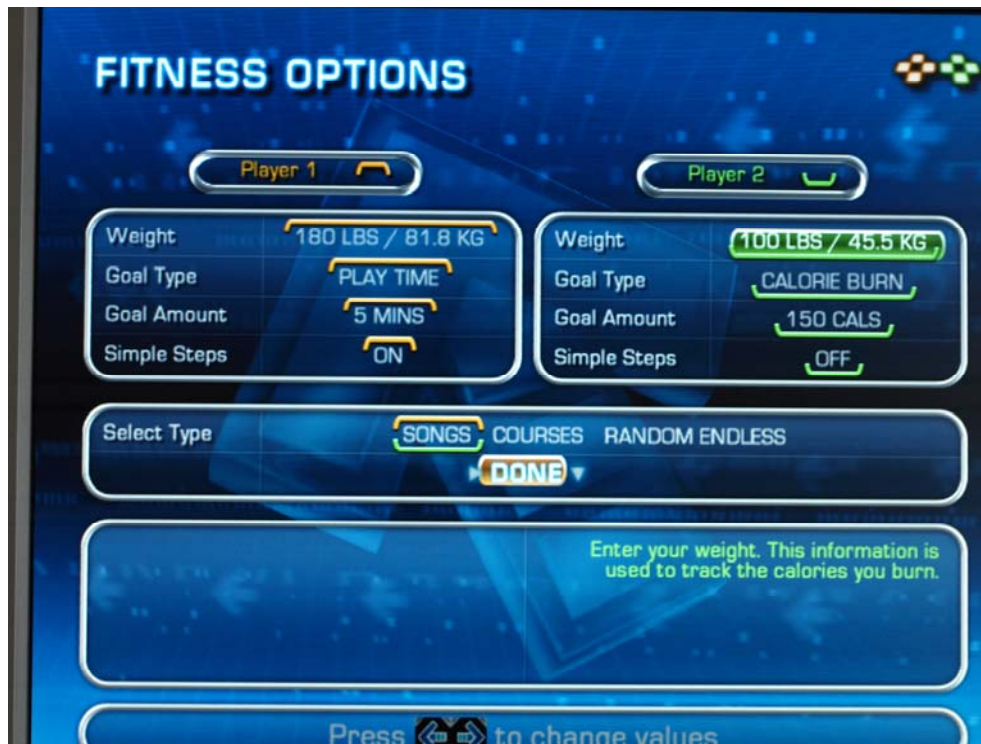 FITNESS OPTIONS
Player 1
Player 2
Weight 180 LBS / 81.8 KG
Goal Type PLAY TIME
Goal Amount 5 MINS
Simple Steps ON
Weight 100 LBS / 45.5 KG
Goal Type CALORIE BURN
Goal Amount 150 CALS
Simple Steps OFF
Select Type SONGS COURSES RANDOM ENDLESS
DONE
Enter your weight. This information is
used to track the calories you burn.
Press to change values